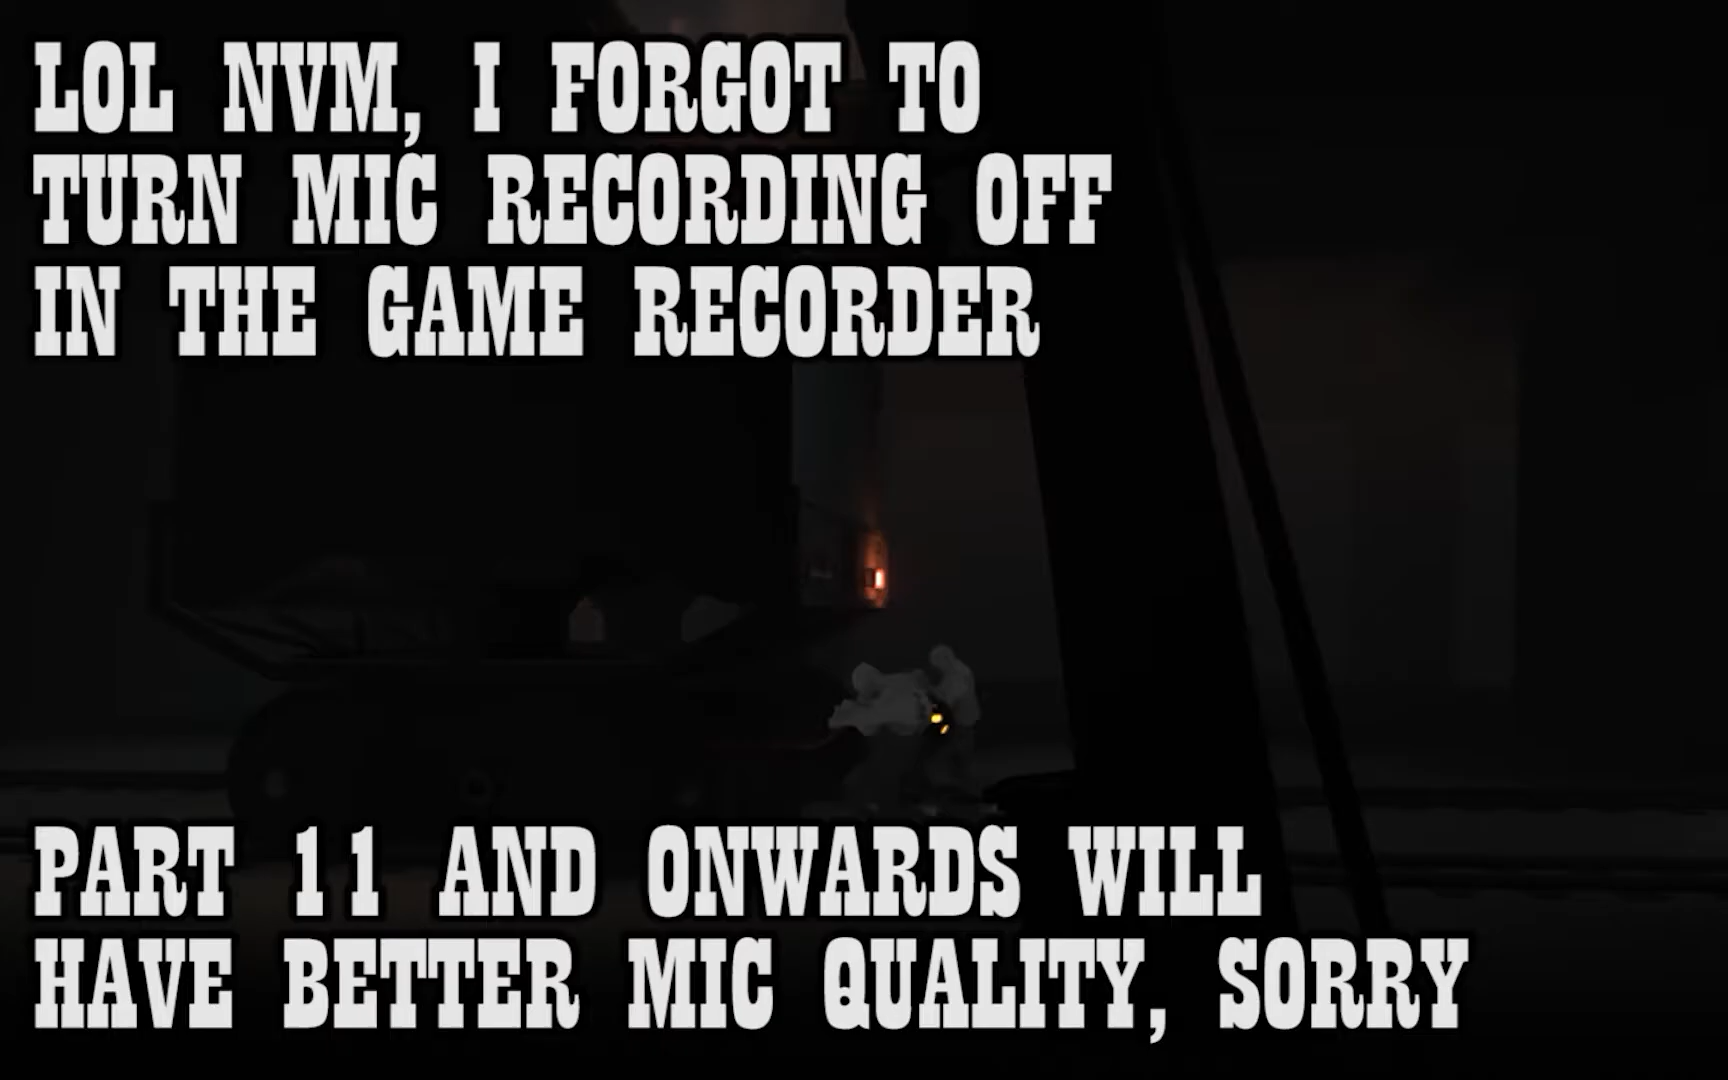 LOL NVM, I FORGOT TO
TURN MIC RECORDING OFF
IN THE GAME RECORDER
PART 11 AND ONWARDS WILL
HAVE BETTER MIC QUALITY, SORRY